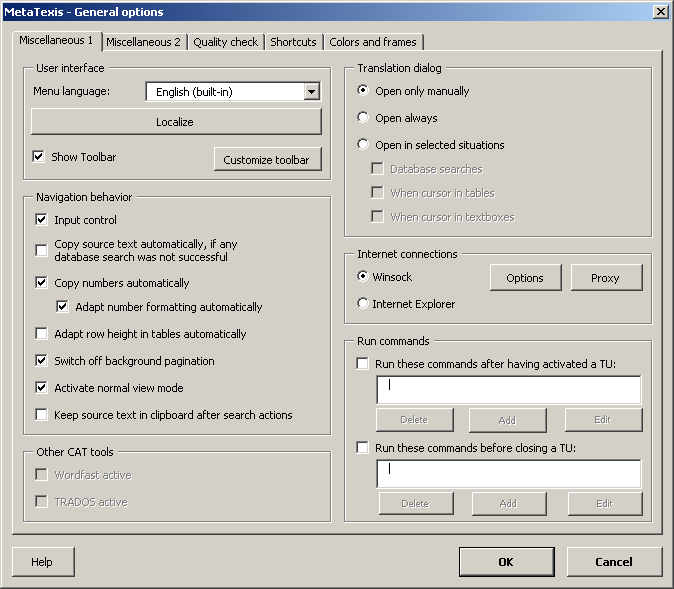 MetaTexis - General options
Miscellaneous 1
Miscellaneous 2
Quality check
Shortcuts
Colors and frames
User interface
Menu language:
English (built-in)
Localize
Show Toolbar
Customize toolbar
Navigation behavior
Input control
Copy source text automatically, if any
database search was not successful
Copy numbers automatically
Adapt number formatting automatically
Adapt row height in tables automatically
Switch off background pagination
Activate normal view mode
Keep source text in clipboard after search actions
Other CAT tools
Wordfast active
TRADOS active
Translation dialog
Open only manually
Open always
Open in selected situations
Database searches
When cursor in tables
When cursor in textboxes
Internet connections
Winsock
Options
Proxy
Internet Explorer
Run commands
Run these commands after having activated a TU:
Delete
Add
Edit
Run these commands before closing a TU:
Delete
Add
Edit
Help
OK
Cancel